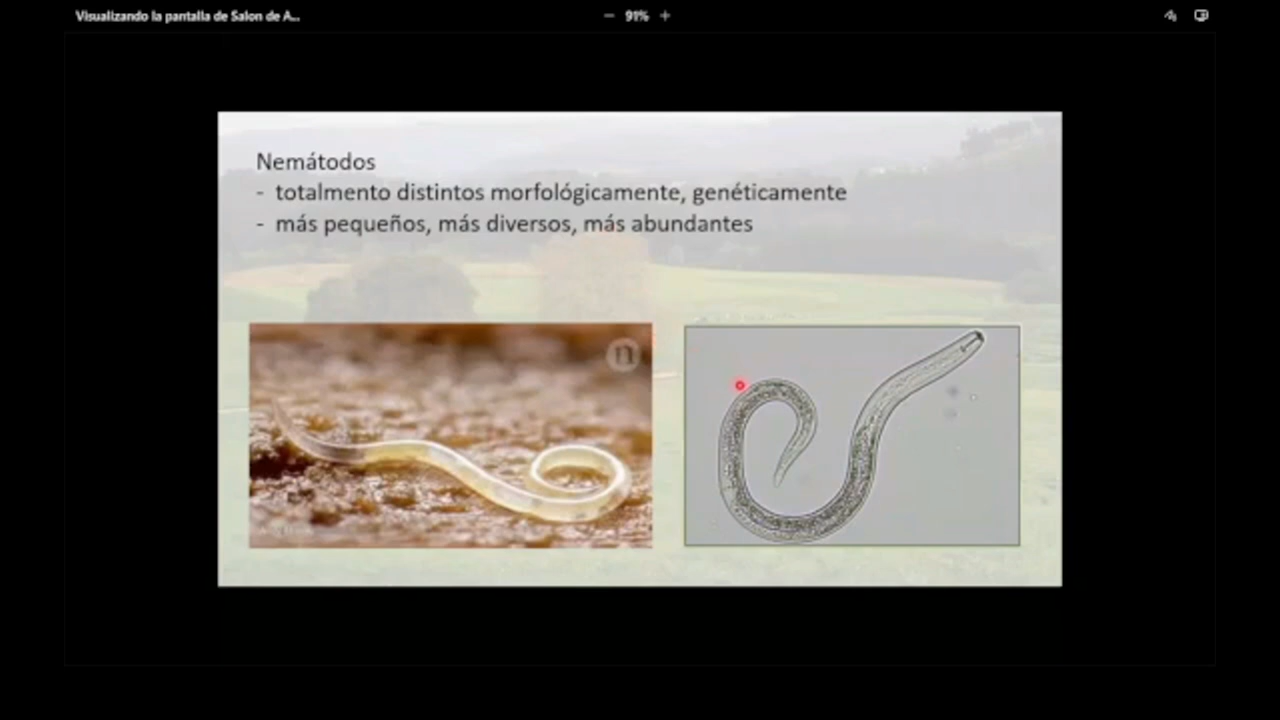 Visualizando la pantalla de Salon de A...
91%
Nemátodos
- totalmento distintos morfológicamente, genéticamente
- más pequeños, más diversos, más abundantes
n